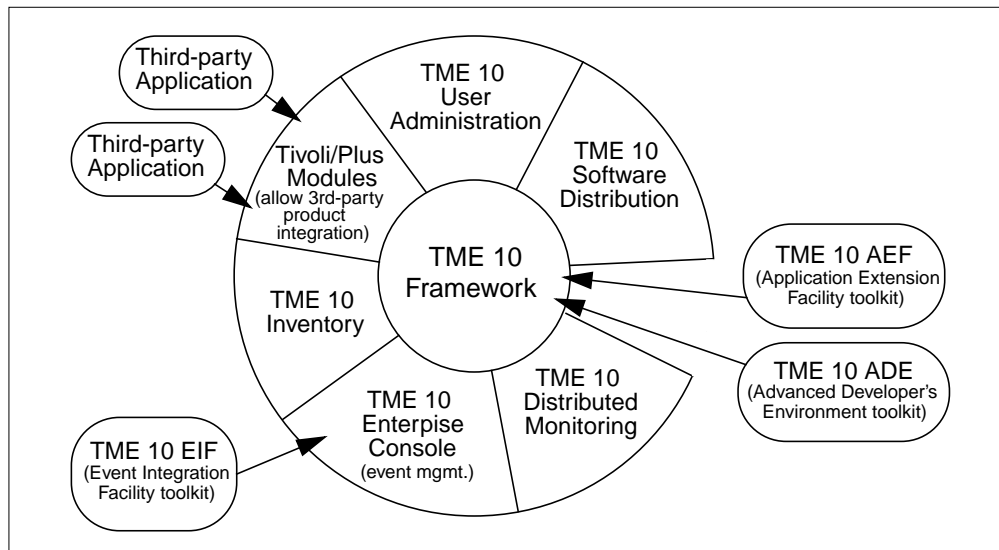 Third-party
Application
Third-party
Application
Tivoli/Plus
Modules
(allow 3rd-party
product
integration)
TME 10
User
Administration
TME 10
Software
Distribution
TME 10
Framework
TME 10
Inventory
TME 10
Enterpise
Console
(event mgmt.)
TME 10
Distributed
Monitoring
TME 10 AEF
(Application Extension
Facility toolkit)
TME 10 ADE
(Advanced Developer's
Environment toolkit)
TME 10 EIF
(Event Integration
Facility toolkit)